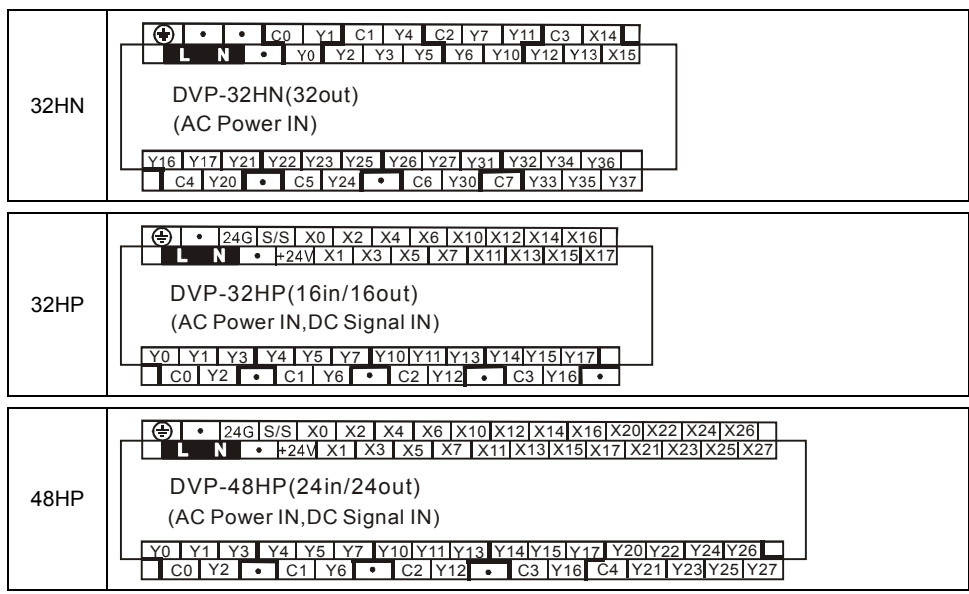 ⏚ • • C0 Y1 C1 Y4 C2 Y7 Y11 C3 X14
L N • Y0 Y2 Y3 Y5 Y6 Y10 Y12 Y13 X15
32HN
DVP-32HN(32out)
(AC Power IN)
Y16 Y17 Y21 Y22 Y23 Y25 Y26 Y27 Y31 Y32 Y34 Y36
C4 Y20 • C5 Y24 • C6 Y30 C7 Y33 Y35 Y37
⏚ • 24G S/S X0 X2 X4 X6 X10 X12 X14 X16
L N • +24V X1 X3 X5 X7 X11 X13 X15 X17
32HP
DVP-32HP(16in/16out)
(AC Power IN,DC Signal IN)
Y0 Y1 Y3 Y4 Y5 Y7 Y10 Y11 Y13 Y14 Y15 Y17
C0 Y2 • C1 Y6 • C2 Y12 • C3 Y16 •
⏚ • 24G S/S X0 X2 X4 X6 X10 X12 X14 X16 X20 X22 X24 X26
L N • +24V X1 X3 X5 X7 X11 X13 X15 X17 X21 X23 X25 X27
48HP
DVP-48HP(24in/24out)
(AC Power IN,DC Signal IN)
Y0 Y1 Y3 Y4 Y5 Y7 Y10 Y11 Y13 Y14 Y15 Y17 Y20 Y22 Y24 Y26
C0 Y2 • C1 Y6 • C2 Y12 • C3 Y16 C4 Y21 Y23 Y25 Y27